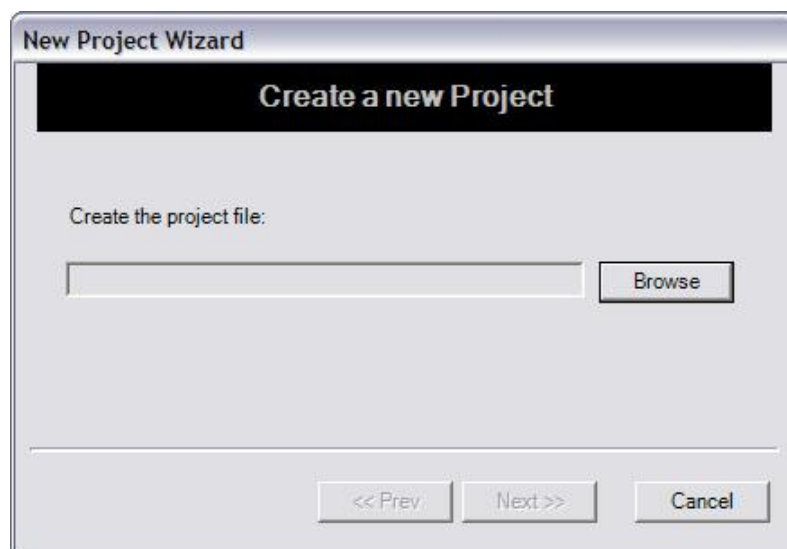 New Project Wizard
Create a new Project
Create the project file:
Browse
<< Prev Next >> Cancel